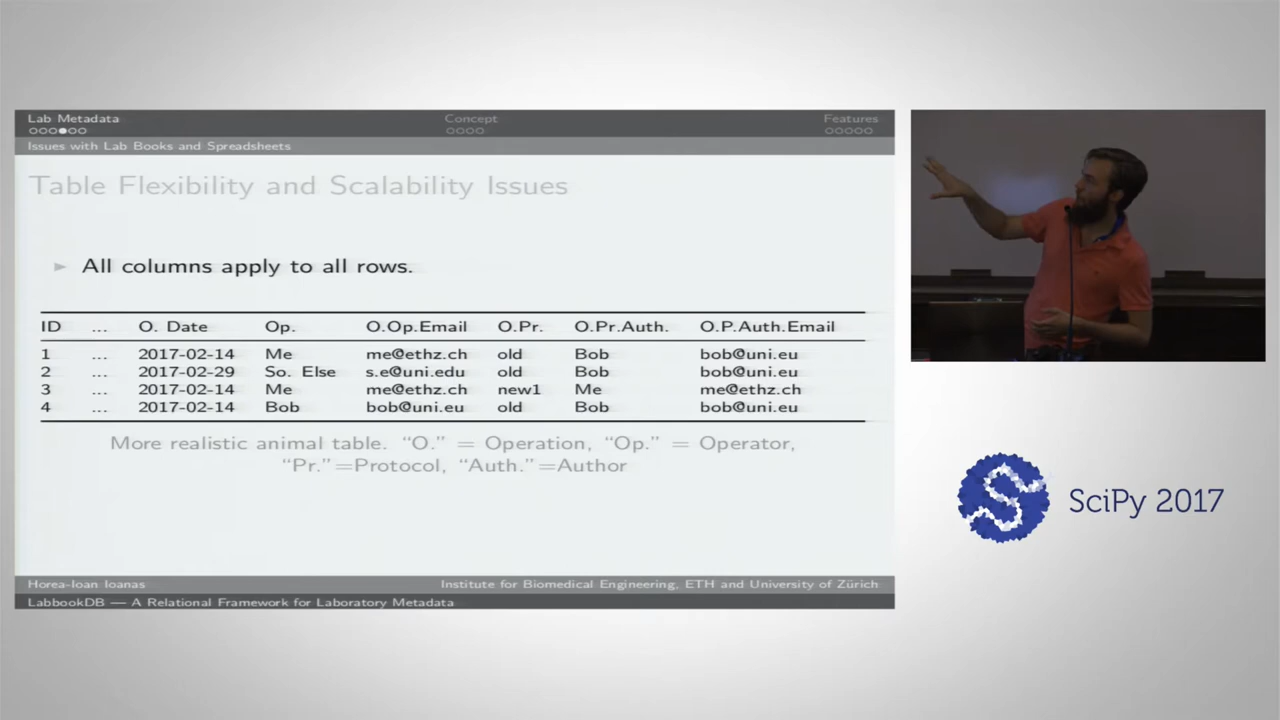 Lab Metadata Concept Features
Issues with Lab Books and Spreadsheets
Table Flexibility and Scalability Issues
► All columns apply to all rows.
ID ... O. Date Op. O.Op.Email O.Pr. O.Pr.Auth. O.P.Auth.Email
1 ... 2017-02-14 Me me@ethz.ch old Bob bob@uni.eu
2 ... 2017-02-29 So. Else s.e@uni.edu old Bob bob@uni.eu
3 ... 2017-02-14 Me me@ethz.ch new1 Me me@ethz.ch
4 ... 2017-02-14 Bob bob@uni.eu old Bob bob@uni.eu
More realistic animal table. “O.” = Operation, “Op.” = Operator,
“Pr.”=Protocol, “Auth.”=Author
Horea-Ioan Ioanas Institute for Biomedical Engineering, ETH and University of Zürich
LabbookDB — A Relational Framework for Laboratory Metadata
SciPy 2017